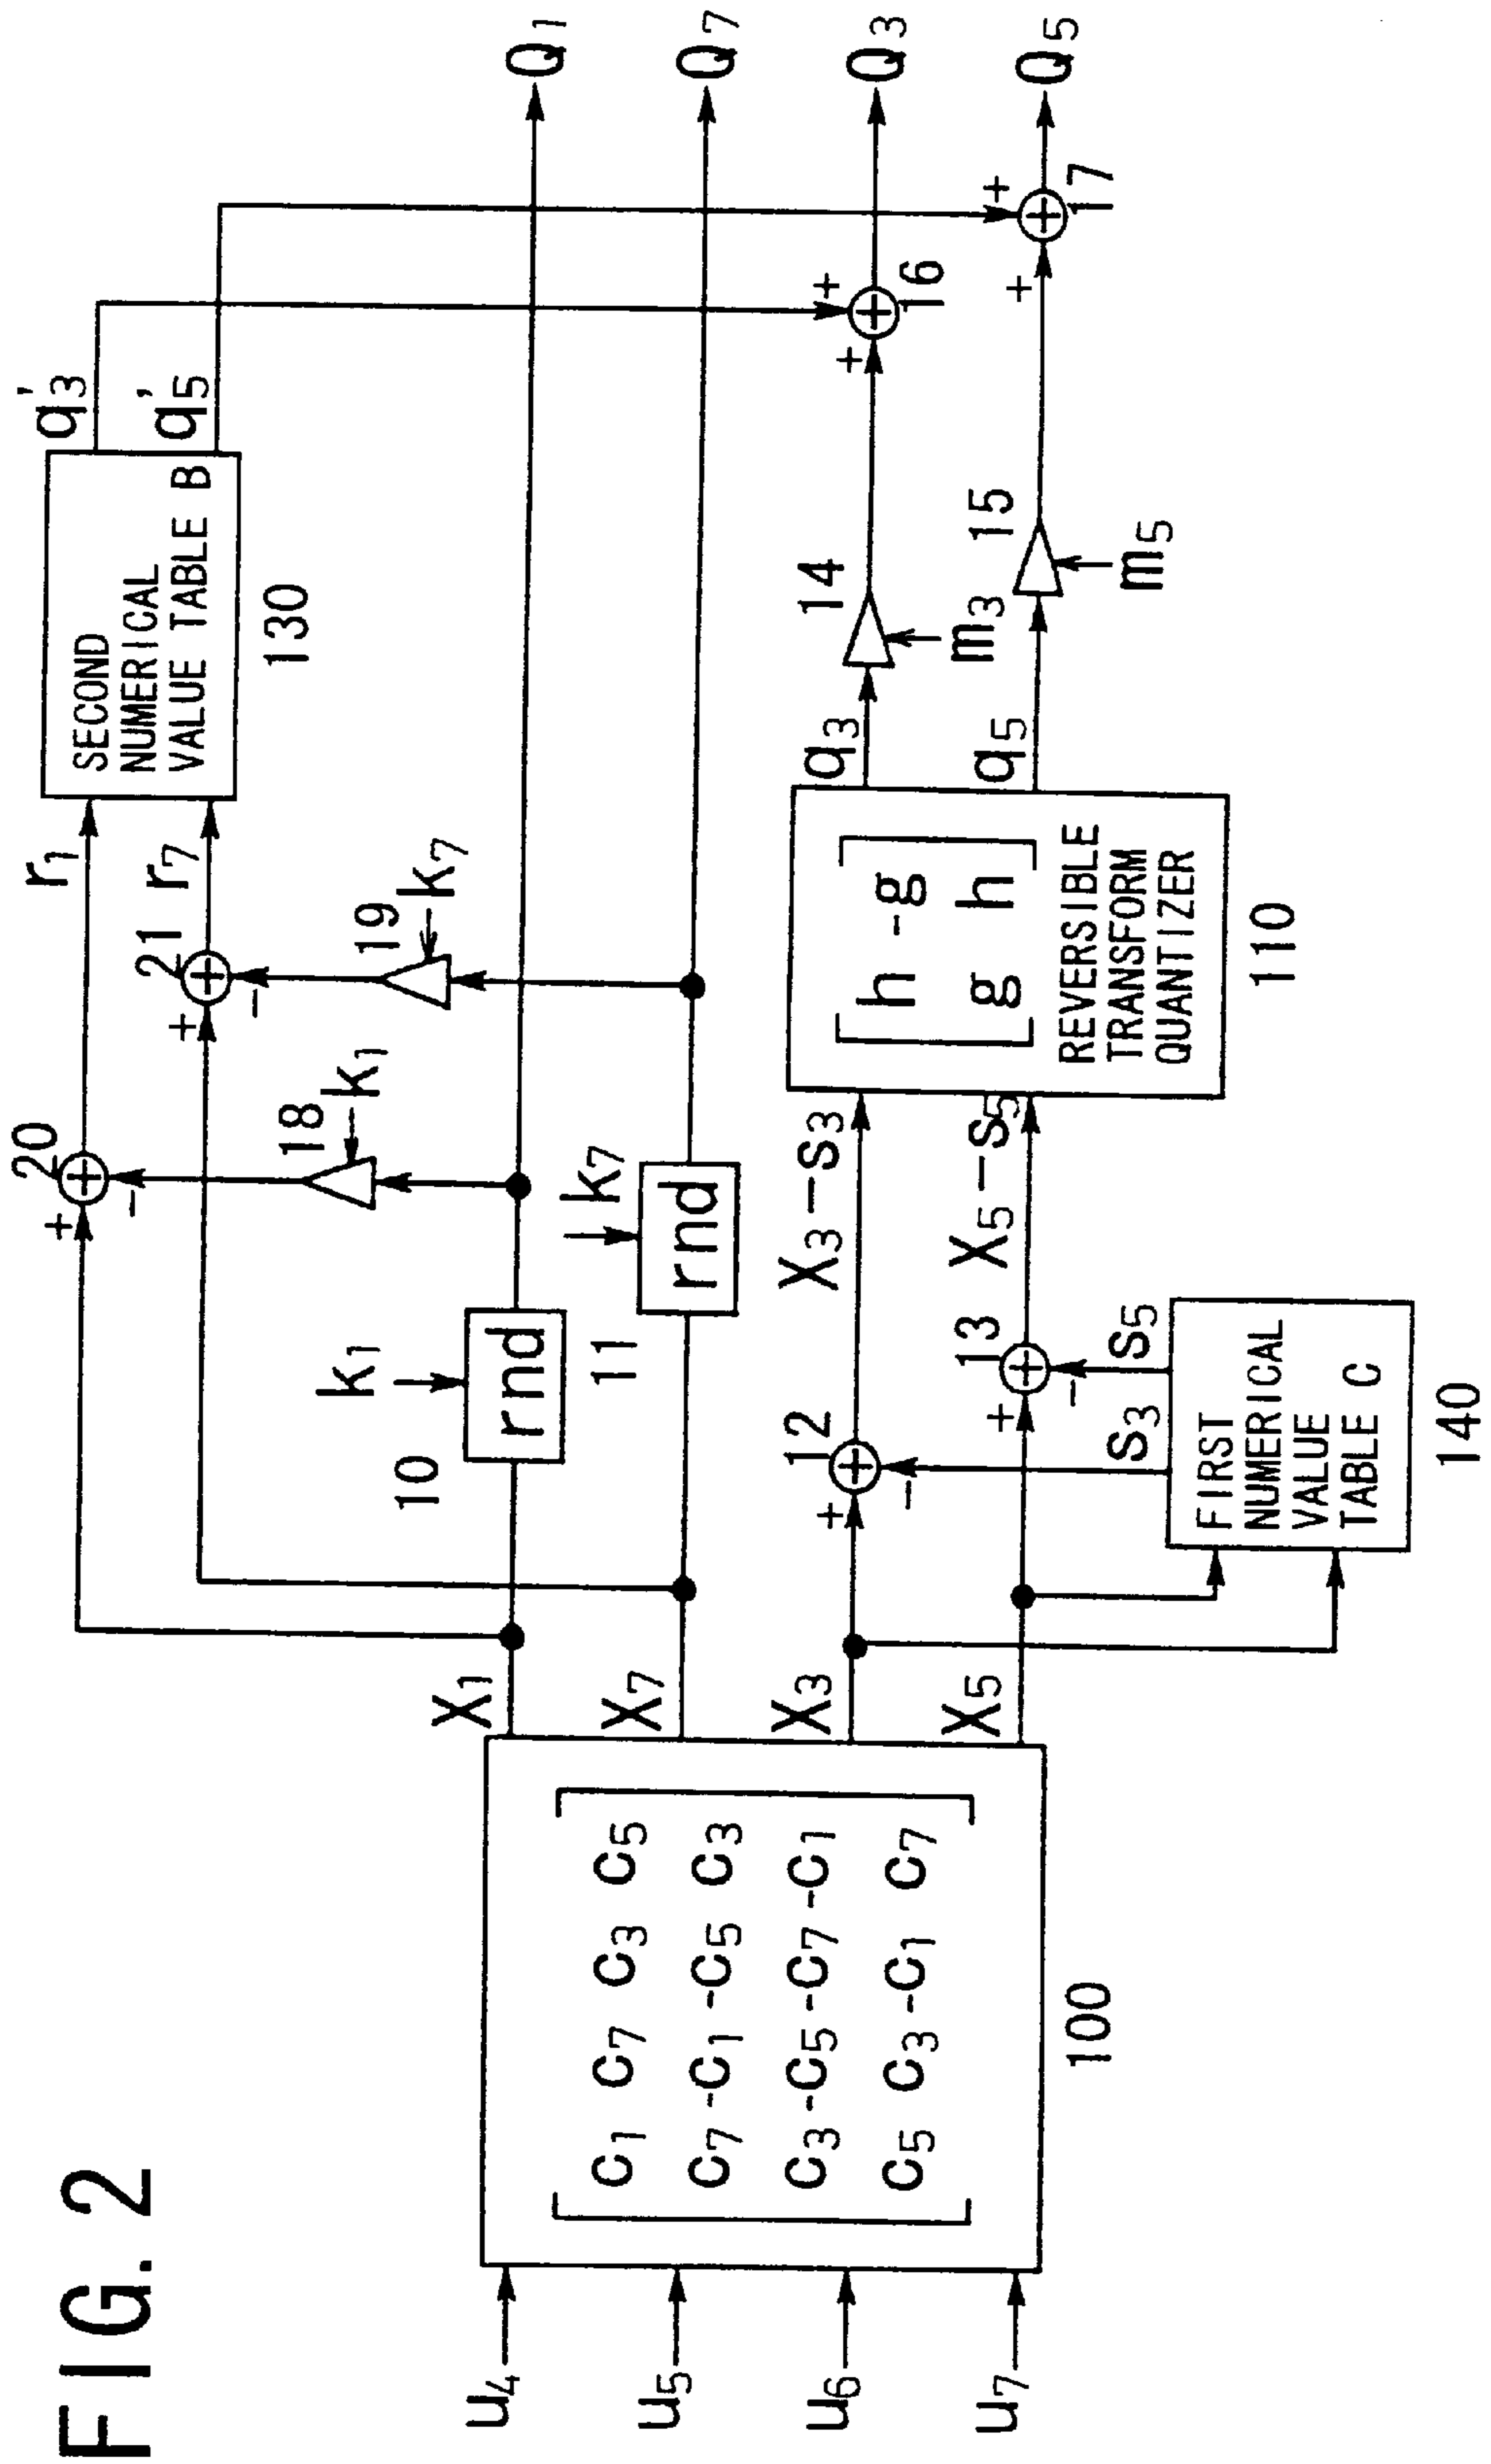 FIG. 2
u4
u5
u6
u7
c1 c7 c3 c5
c7 -c1 -c5 c3
c3 -c5 -c7 -c1
c5 c3 -c1 c7
100
X1
X7
X3
X5
10
k1
rnd
11
k7
rnd
+
20
-
18
k1
+
21
-
19
k7
r1
r7
SECOND
NUMERICAL
VALUE TABLE B
130
q'3
q'5
+
12
-
+
13
-
s3
s5
FIRST
NUMERICAL
VALUE
TABLE C
140
X3-s3
X5-s5
h -g
g h
REVERSIBLE
TRANSFORM
QUANTIZER
110
q3
q5
14
m3
15
m5
+
+
16
+
+
17
Q1
Q7
Q3
Q5